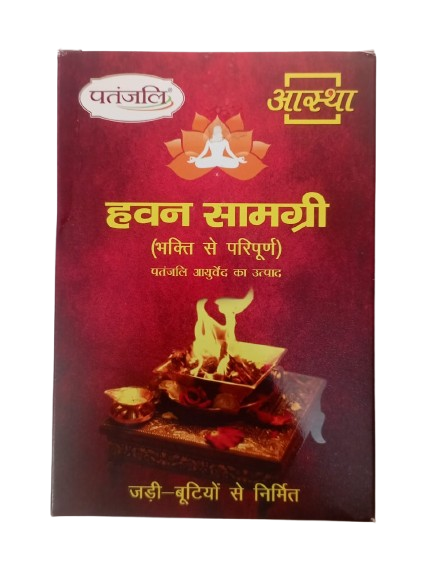 पतंजलि®
आस्था
हवन सामग्री
(भक्ति से परिपूर्ण)
पतंजलि आयुर्वेद का उत्पाद
जड़ी-बूटियों से निर्मित